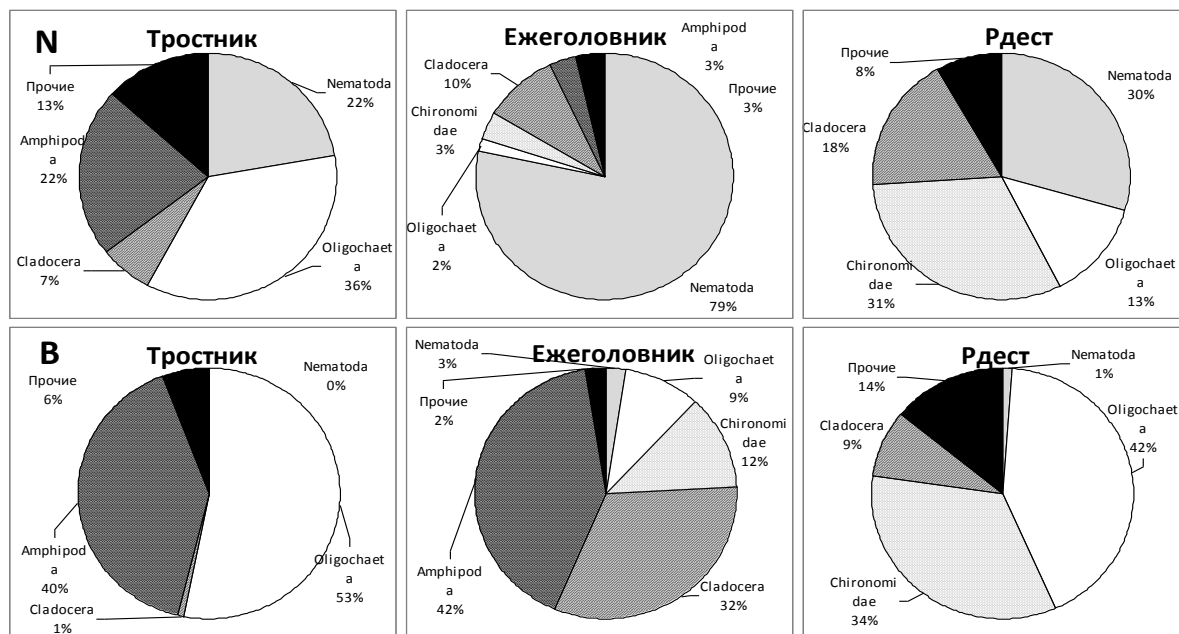 N
Тростник
Прочие
13%
Nematoda
22%
Amphipod
a
22%
Cladocera
7%
Oligochaet
a
36%
Ежеголовник
Amphipod
a
3%
Cladocera
10%
Прочие
3%
Chironomi
dae
3%
Oligochaet
a
2%
Nematoda
79%
Рдест
Прочие
8%
Nematoda
30%
Cladocera
18%
Chironomi
dae
31%
Oligochaet
a
13%
B
Тростник
Прочие
6%
Nematoda
0%
Amphipod
a
40%
Cladocera
1%
Oligochaet
a
53%
Ежеголовник
Nematoda
3%
Прочие
2%
Oligochaet
a
9%
Chironomi
dae
12%
Amphipod
a
42%
Cladocera
32%
Рдест
Прочие
14%
Nematoda
1%
Oligochaet
a
42%
Cladocera
9%
Chironomi
dae
34%